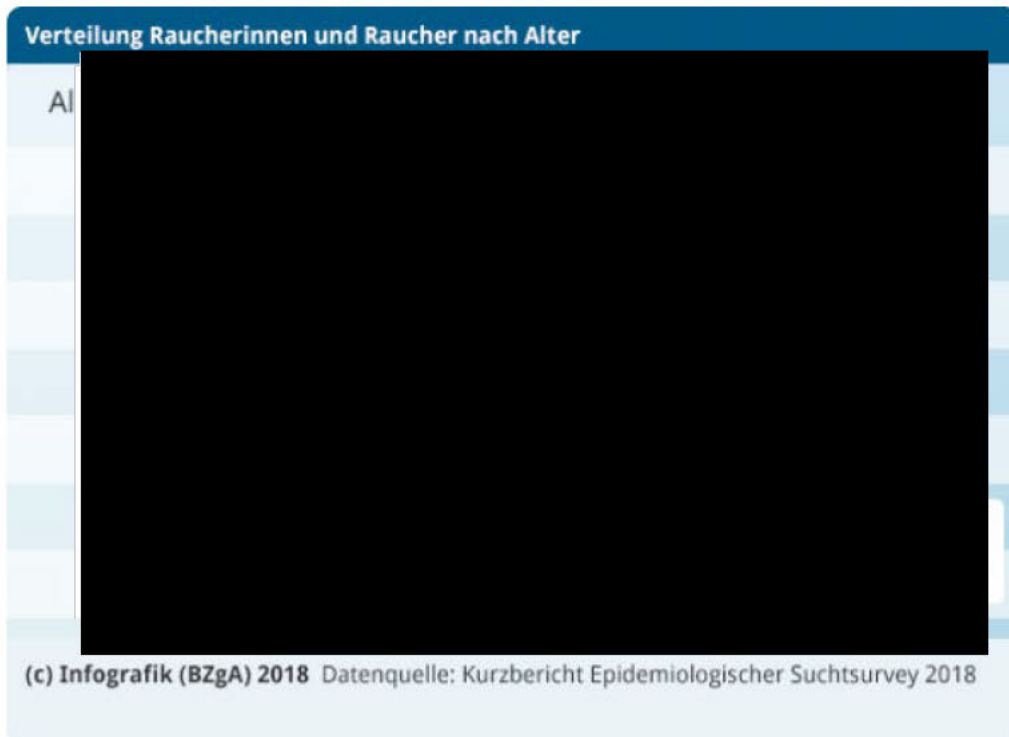 Verteilung Raucherinnen und Raucher nach Alter
Al
(c) Infografik (BZgA) 2018 Datenquelle: Kurzbericht Epidemiologischer Suchtsurvey 2018